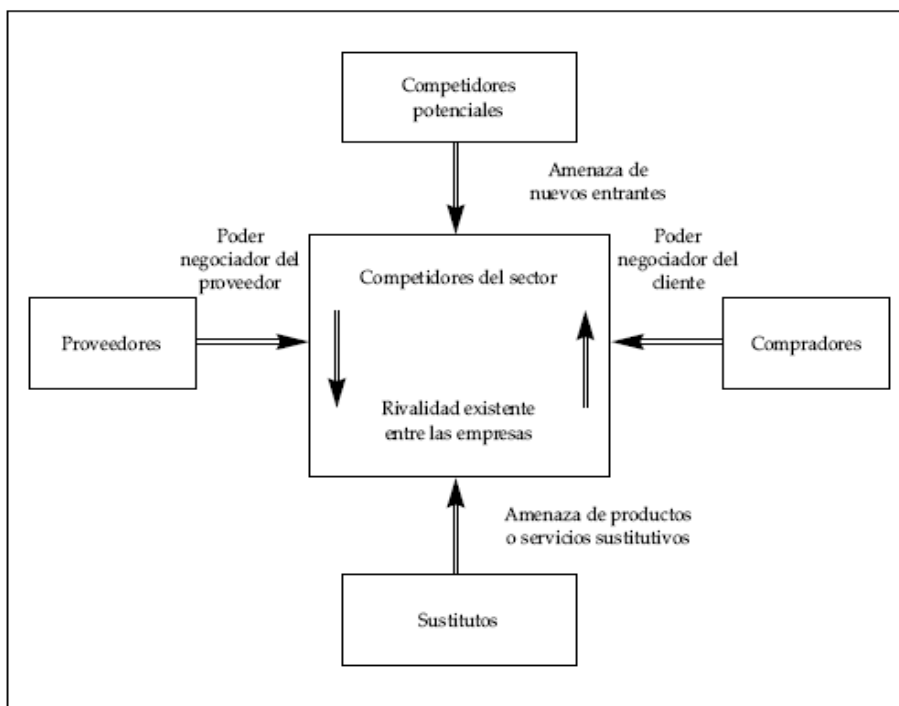 Competidores
potenciales
Amenaza de
nuevos entrantes
Poder
negociador del
proveedor
Poder
negociador del
cliente
Competidores del sector
Proveedores
Compradores
Rivalidad existente
entre las empresas
Amenaza de productos
o servicios sustitutivos
Sustitutos